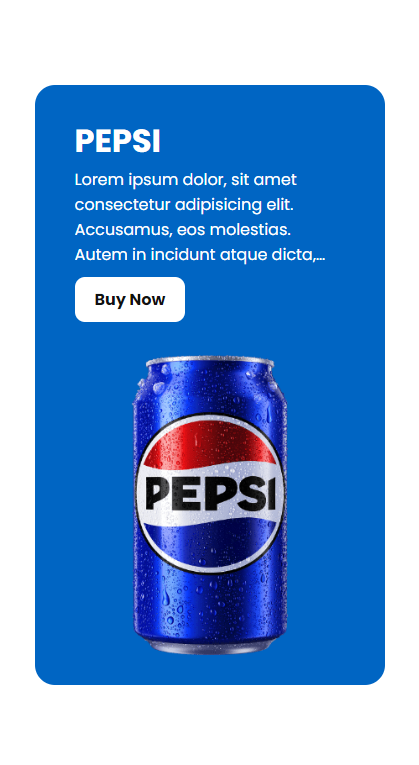 PEPSI
Lorem ipsum dolor, sit amet
consectetur adipisicing elit.
Accusamus, eos molestias.
Autem in incidunt atque dicta,...
Buy Now
PEPSI